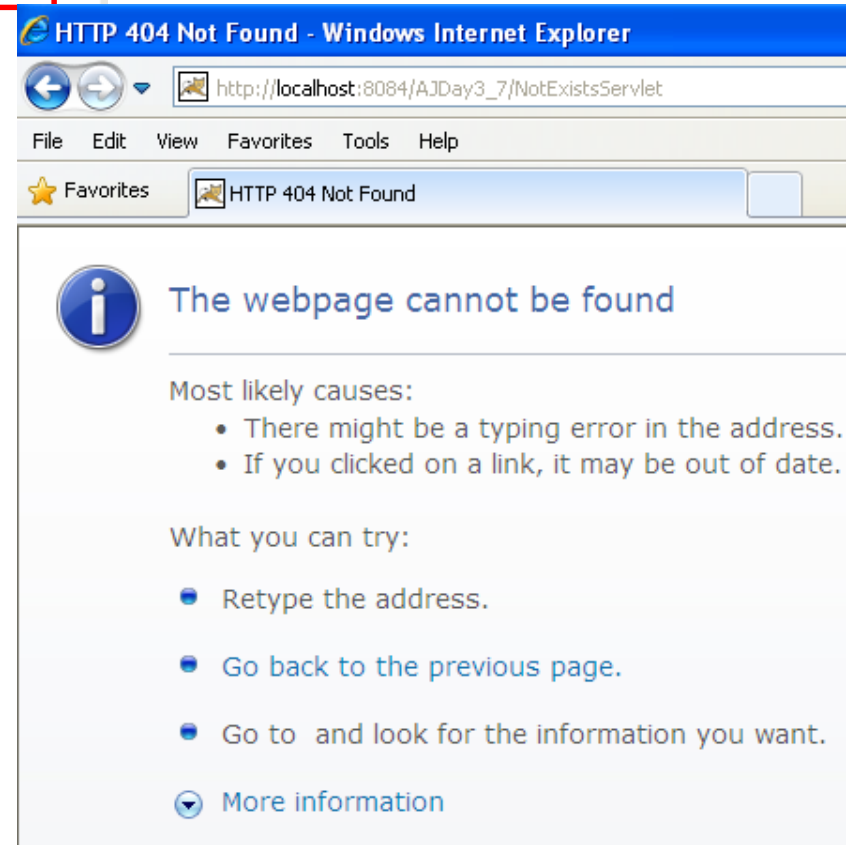 HTTP 404 Not Found - Windows Internet Explorer
http://localhost:8084/AJDay3_7/NotExistsServlet
File Edit View Favorites Tools Help
Favorites HTTP 404 Not Found
The webpage cannot be found
Most likely causes:
• There might be a typing error in the address.
• If you clicked on a link, it may be out of date.
What you can try:
Retype the address.
Go back to the previous page.
Go to and look for the information you want.
More information